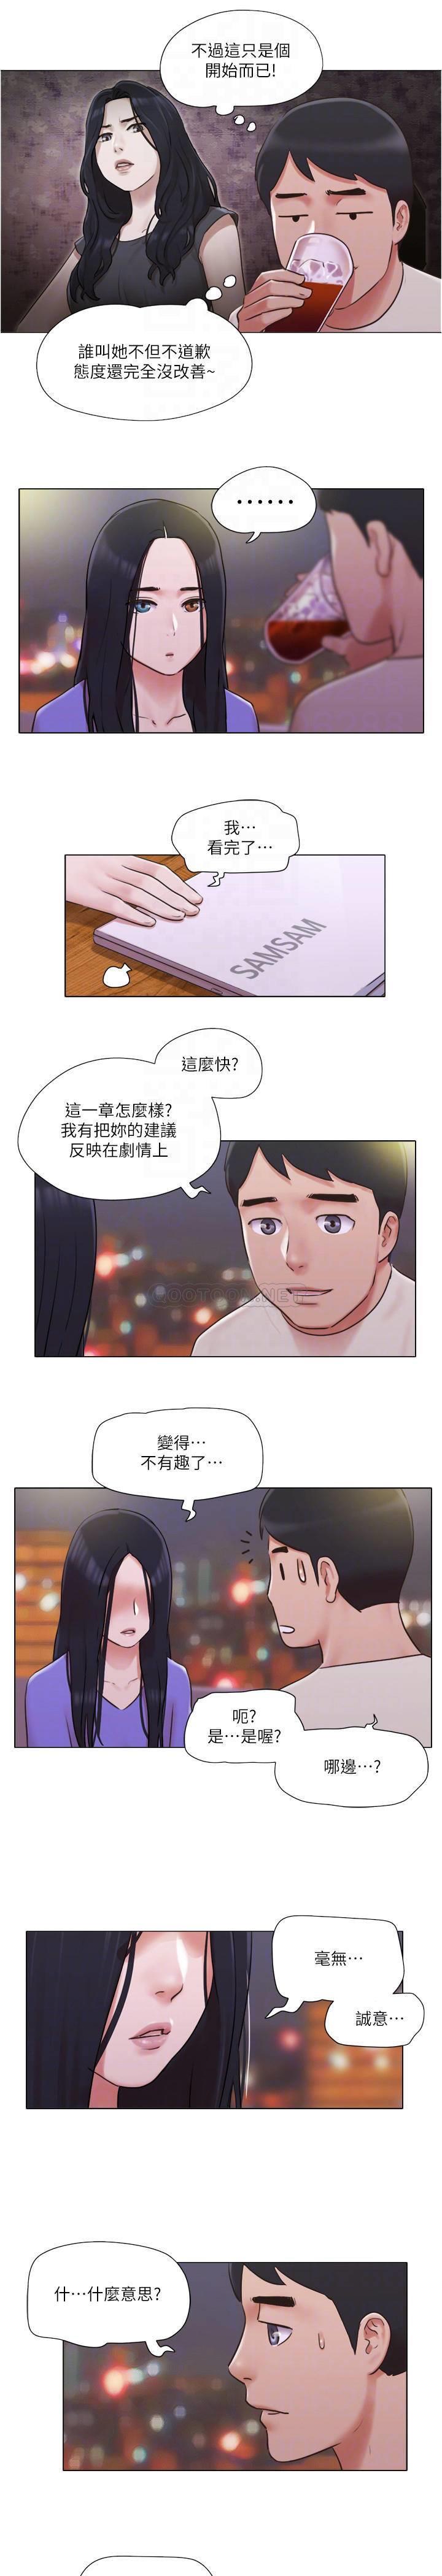 不過這只是個
開始而已!
誰叫她不但不道歉
態度還完全沒改善~
······
我…
看完了…
SAMSAM
這麼快?
這一章怎麼樣?
我有把妳的建議
反映在劇情上
變得…
不有趣了…
呃?
是…是喔?
哪邊…?
毫無…
誠意…
什…什麼意思?